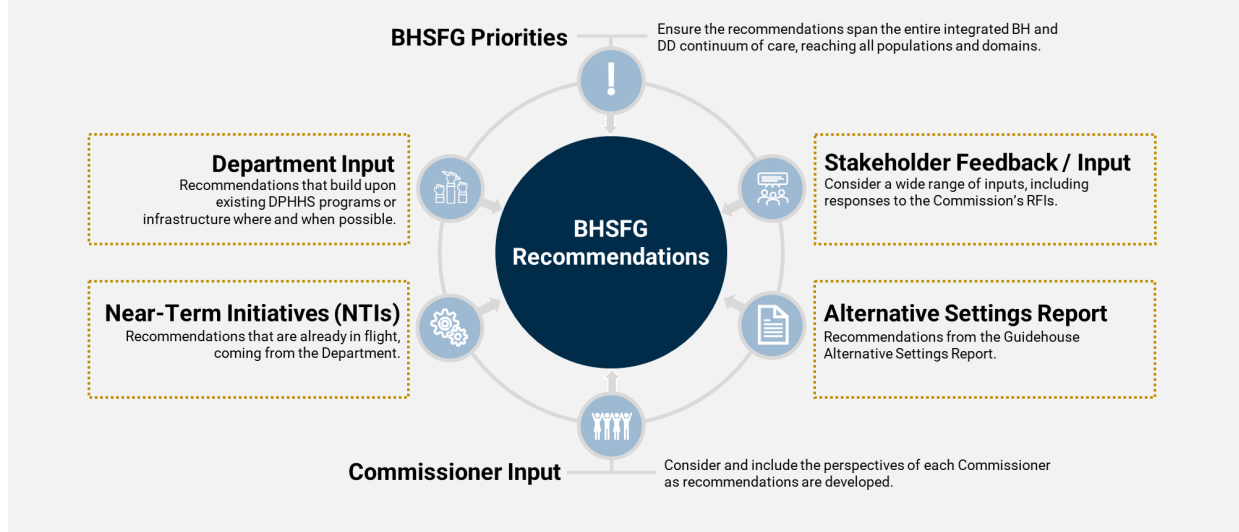 BHSFG Priorities
Ensure the recommendations span the entire integrated BH and
DD continuum of care, reaching all populations and domains.
Department Input
Recommendations that build upon
existing DPHHS programs or
infrastructure where and when possible.
Stakeholder Feedback / Input
Consider a wide range of inputs, including
responses to the Commission's RFIs.
BHSFG
Recommendations
Near-Term Initiatives (NTIs)
Recommendations that are already in flight,
coming from the Department.
Alternative Settings Report
Recommendations from the Guidehouse
Alternative Settings Report.
Commissioner Input
Consider and include the perspectives of each Commissioner
as recommendations are developed.